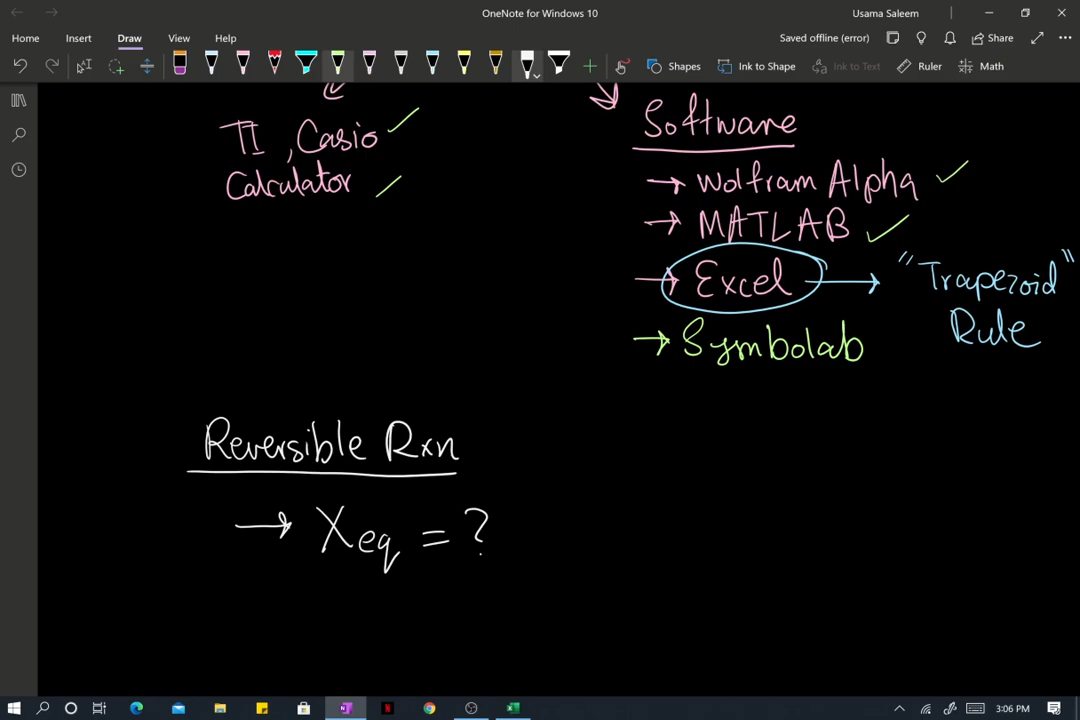 OneNote for Windows 10
Usama Saleem
Home Insert Draw View Help
Saved offline (error)
Share
Shapes
Ink to Shape
Ink to Text
Ruler
Math
TI, Casio
Calculator
Software
→ Wolfram Alpha
→ MATLAB
→ Excel → "Trapezoid"
Rule
→ Symbolab
Reversible Rxn
→ Xeq = ?
3:06 PM